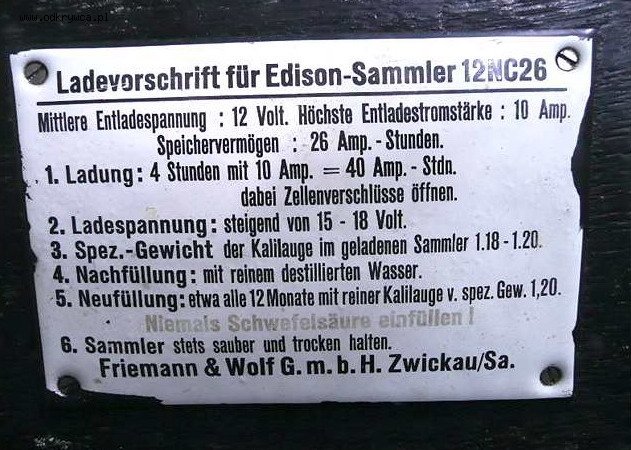 www.odkrywca.pl
Ladevorschrift für Edison-Sammler 12NC26
Mittlere Entladespannung : 12 Volt. Höchste Entladestromstärke : 10 Amp.
Speichervermögen : 26 Amp.-Stunden.
1. Ladung: 4 Stunden mit 10 Amp. = 40 Amp.-Stdn.
dabei Zellenverschlüsse öffnen.
2. Ladespannung: steigend von 15 - 18 Volt.
3. Spez.-Gewicht der Kalilauge im geladenen Sammler 1.18-1.20.
4. Nachfüllung: mit reinem destillierten Wasser.
5. Neufüllung: etwa alle 12 Monate mit reiner Kalilauge v. spez. Gew. 1,20.
Niemals Schwefelsäure einfüllen !
6. Sammler stets sauber und trocken halten.
Friemann & Wolf G. m. b. H. Zwickau/Sa.